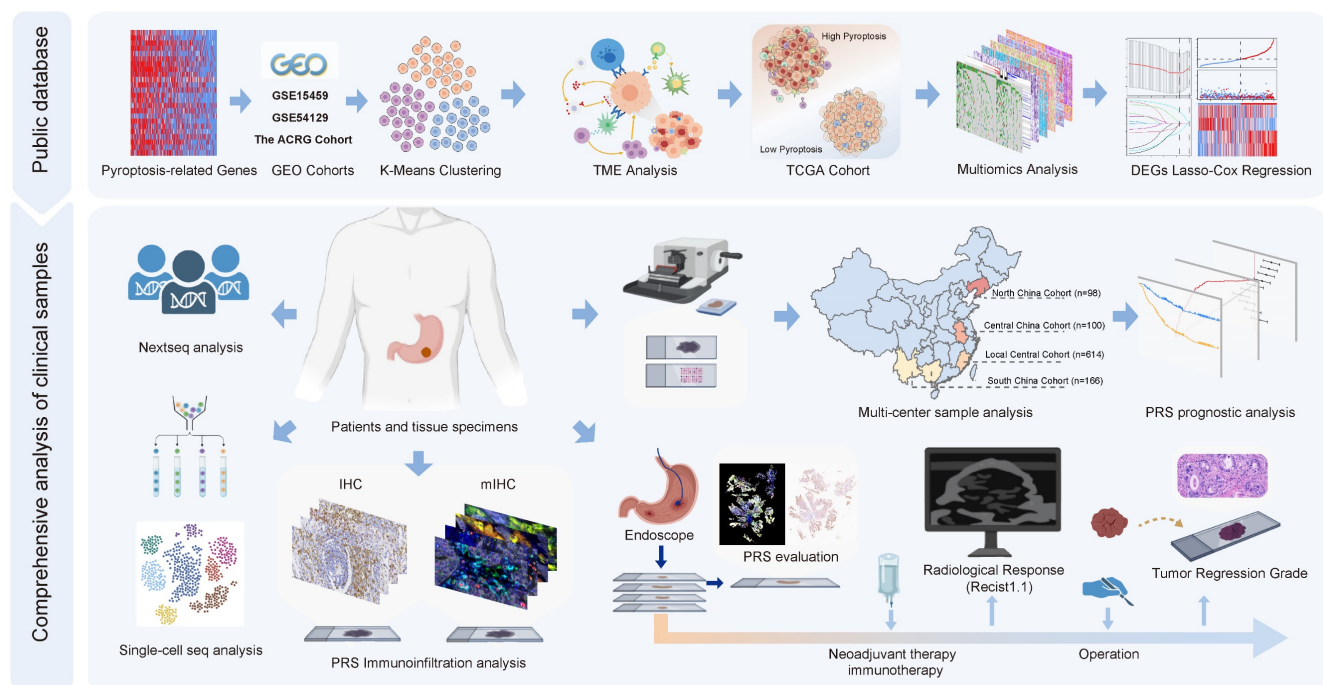 Public database
GEO
GSE15459
GSE54129
The ACRG Cohort
High Pyroptosis
Low Pyroptosis
Pyroptosis-related Genes
GEO Cohorts
K-Means Clustering
TME Analysis
TCGA Cohort
Multiomics Analysis
DEGs Lasso-Cox Regression
Comprehensive analysis of clinical samples
Nextseq analysis
Patients and tissue specimens
North China Cohort (n=98)
Central China Cohort (n=100)
Local Central Cohort (n=614)
South China Cohort (n=166)
Multi-center sample analysis
PRS prognostic analysis
Single-cell seq analysis
IHC
mIHC
PRS Immunoinfiltration analysis
Endoscope
PRS evaluation
Radiological Response
(Recist1.1)
Tumor Regression Grade
Neoadjuvant therapy
immunotherapy
Operation